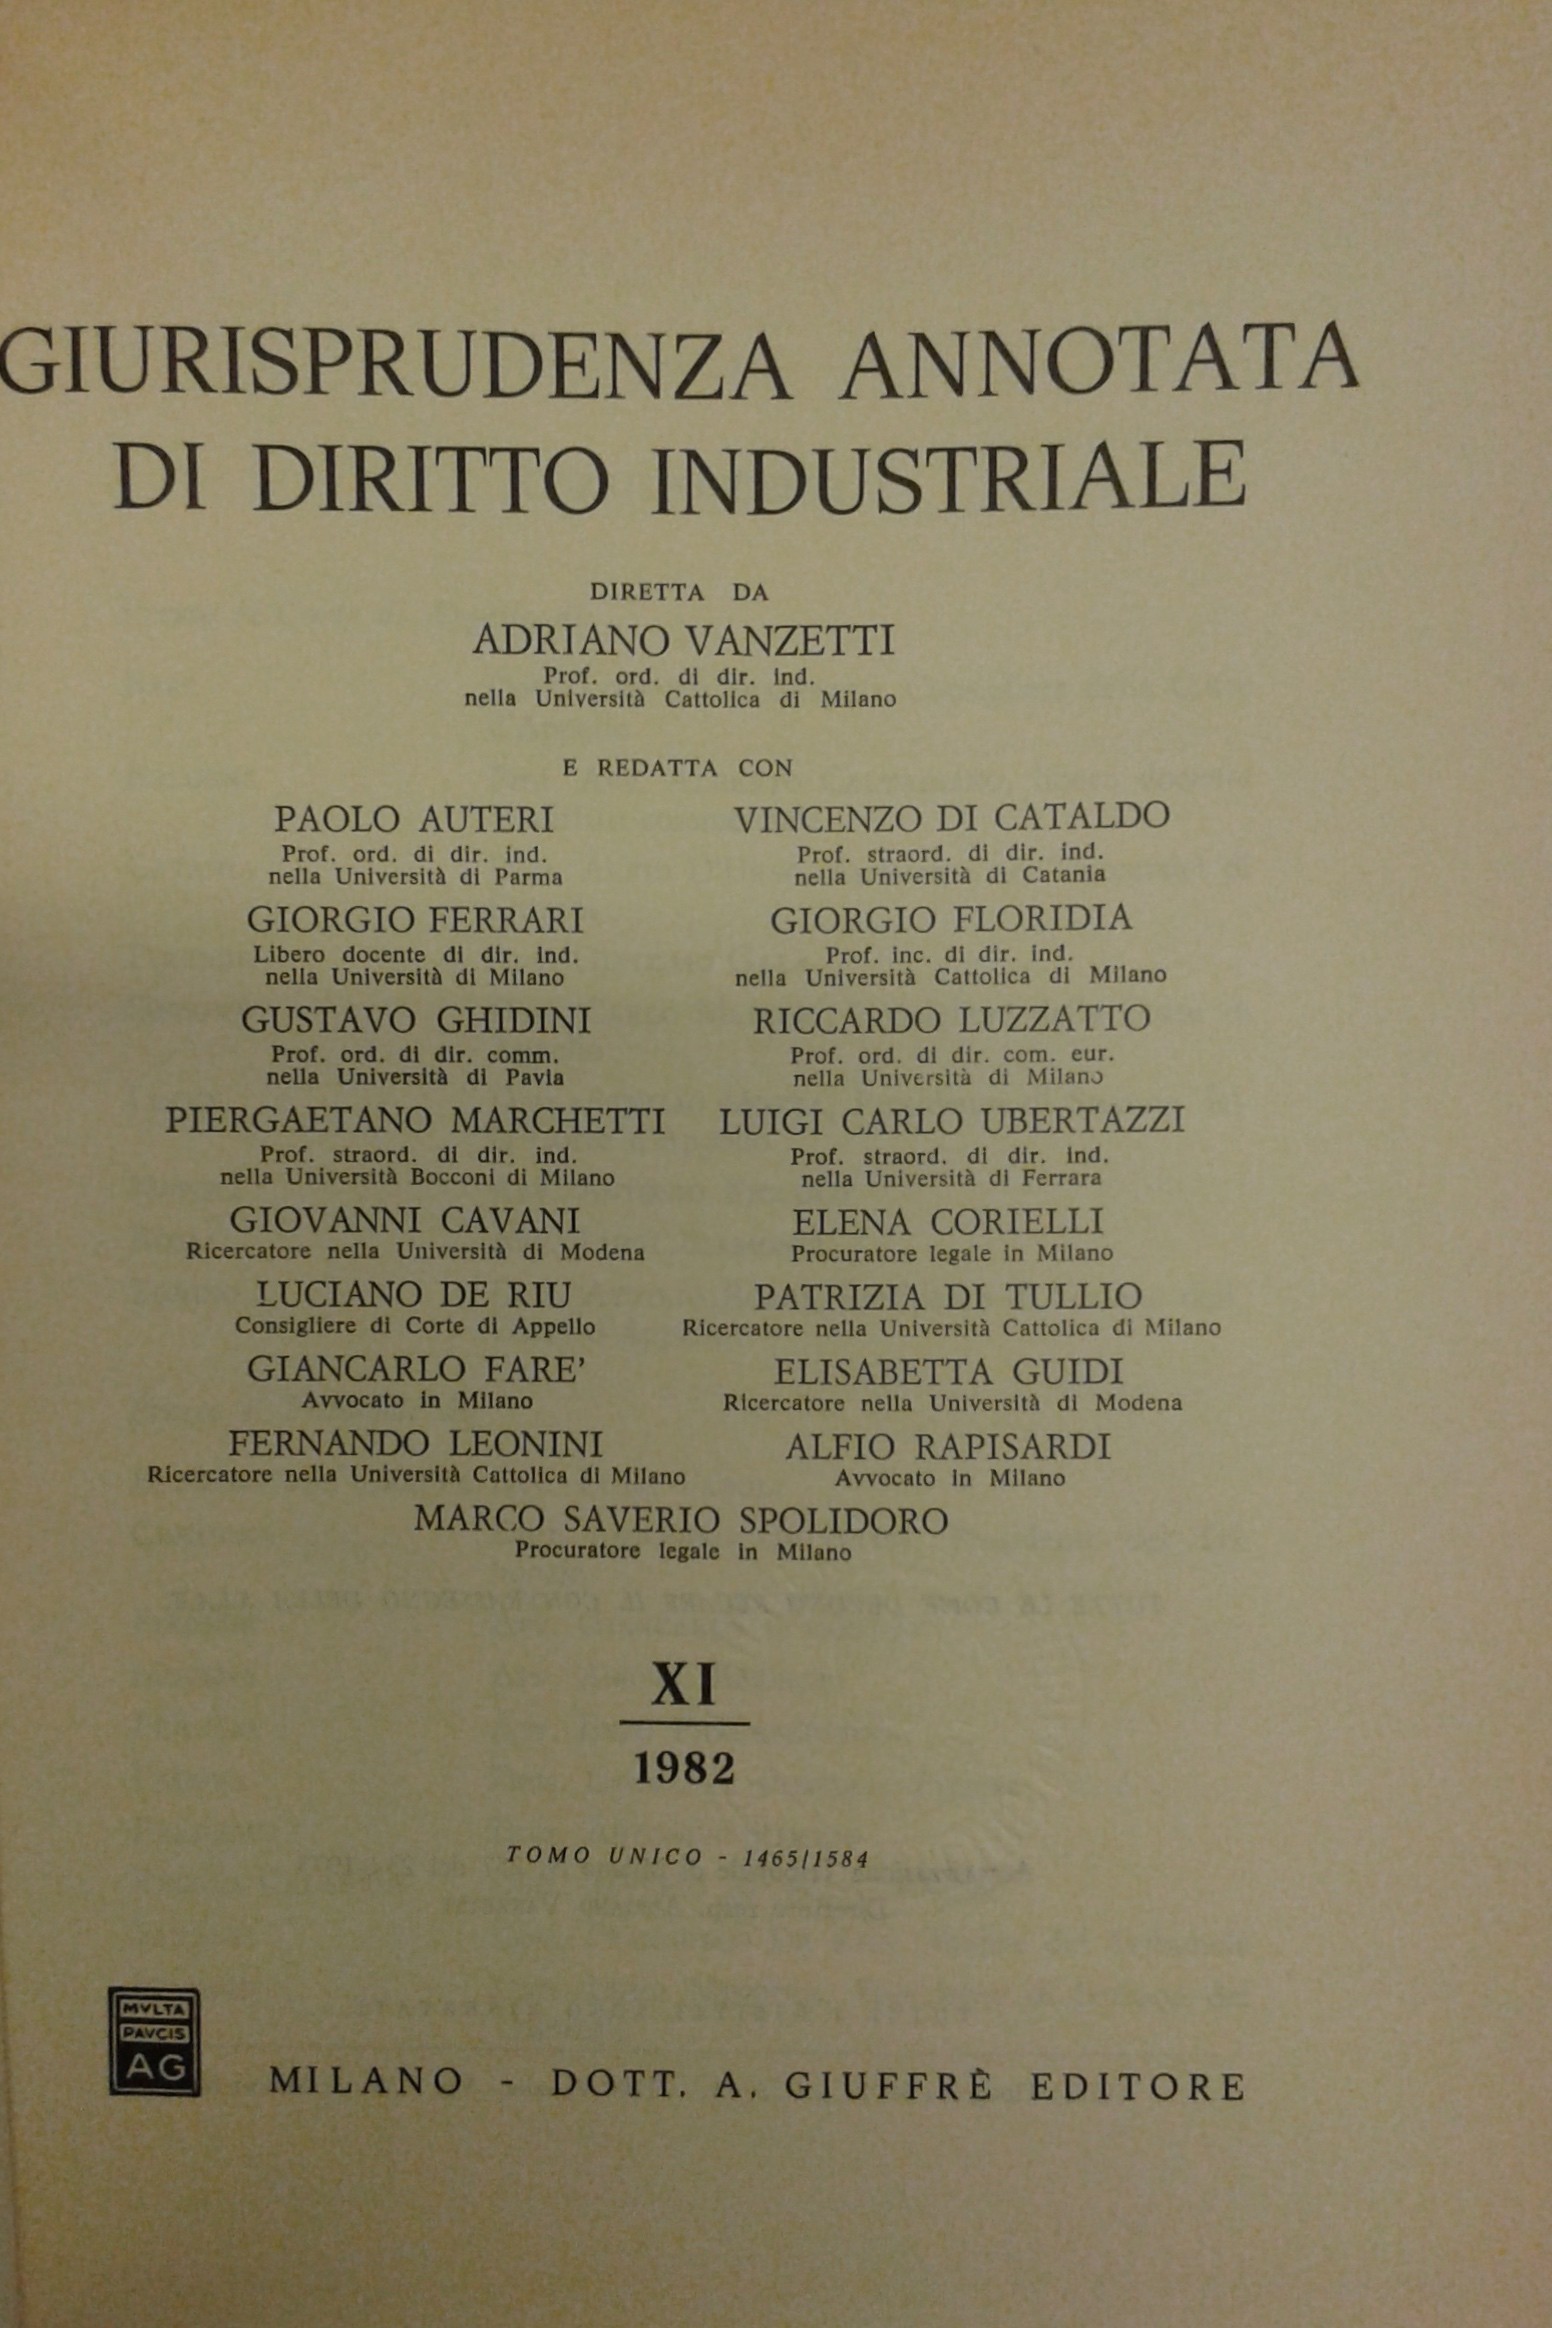 GIURISPRUDENZA ANNOTATA
DI DIRITTO INDUSTRIALE
DIRETTA DA
ADRIANO VANZETTI
Prof. ord. di dir. ind.
nella Università Cattolica di Milano
E REDATTA CON
PAOLO AUTERI
Prof. ord. di dir. ind.
nella Università di Parma
VINCENZO DI CATALDO
Prof. straord. di dir. ind.
nella Università di Catania
GIORGIO FERRARI
Libero docente di dir. ind.
nella Università di Milano
GIORGIO FLORIDIA
Prof. inc. di dir. ind.
nella Università Cattolica di Milano
GUSTAVO GHIDINI
Prof. ord. di dir. comm.
nella Università di Pavia
RICCARDO LUZZATTO
Prof. ord. di dir. com. eur.
nella Università di Milano
PIERGAETANO MARCHETTI
Prof. straord. di dir. ind.
nella Università Bocconi di Milano
LUIGI CARLO UBERTAZZI
Prof. straord. di dir. ind.
nella Università di Ferrara
GIOVANNI CAVANI
Ricercatore nella Università di Modena
ELENA CORIELLI
Procuratore legale in Milano
LUCIANO DE RIU
Consigliere di Corte di Appello
PATRIZIA DI TULLIO
Ricercatore nella Università Cattolica di Milano
GIANCARLO FARE'
Avvocato in Milano
ELISABETTA GUIDI
Ricercatore nella Università di Modena
FERNANDO LEONINI
Ricercatore nella Università Cattolica di Milano
ALFIO RAPISARDI
Avvocato in Milano
MARCO SAVERIO SPOLIDORO
Procuratore legale in Milano
XI
1982
TOMO UNICO - 1465/1584
MVLTA
PAVCIS
AG
MILANO - DOTT. A. GIUFFRÈ EDITORE